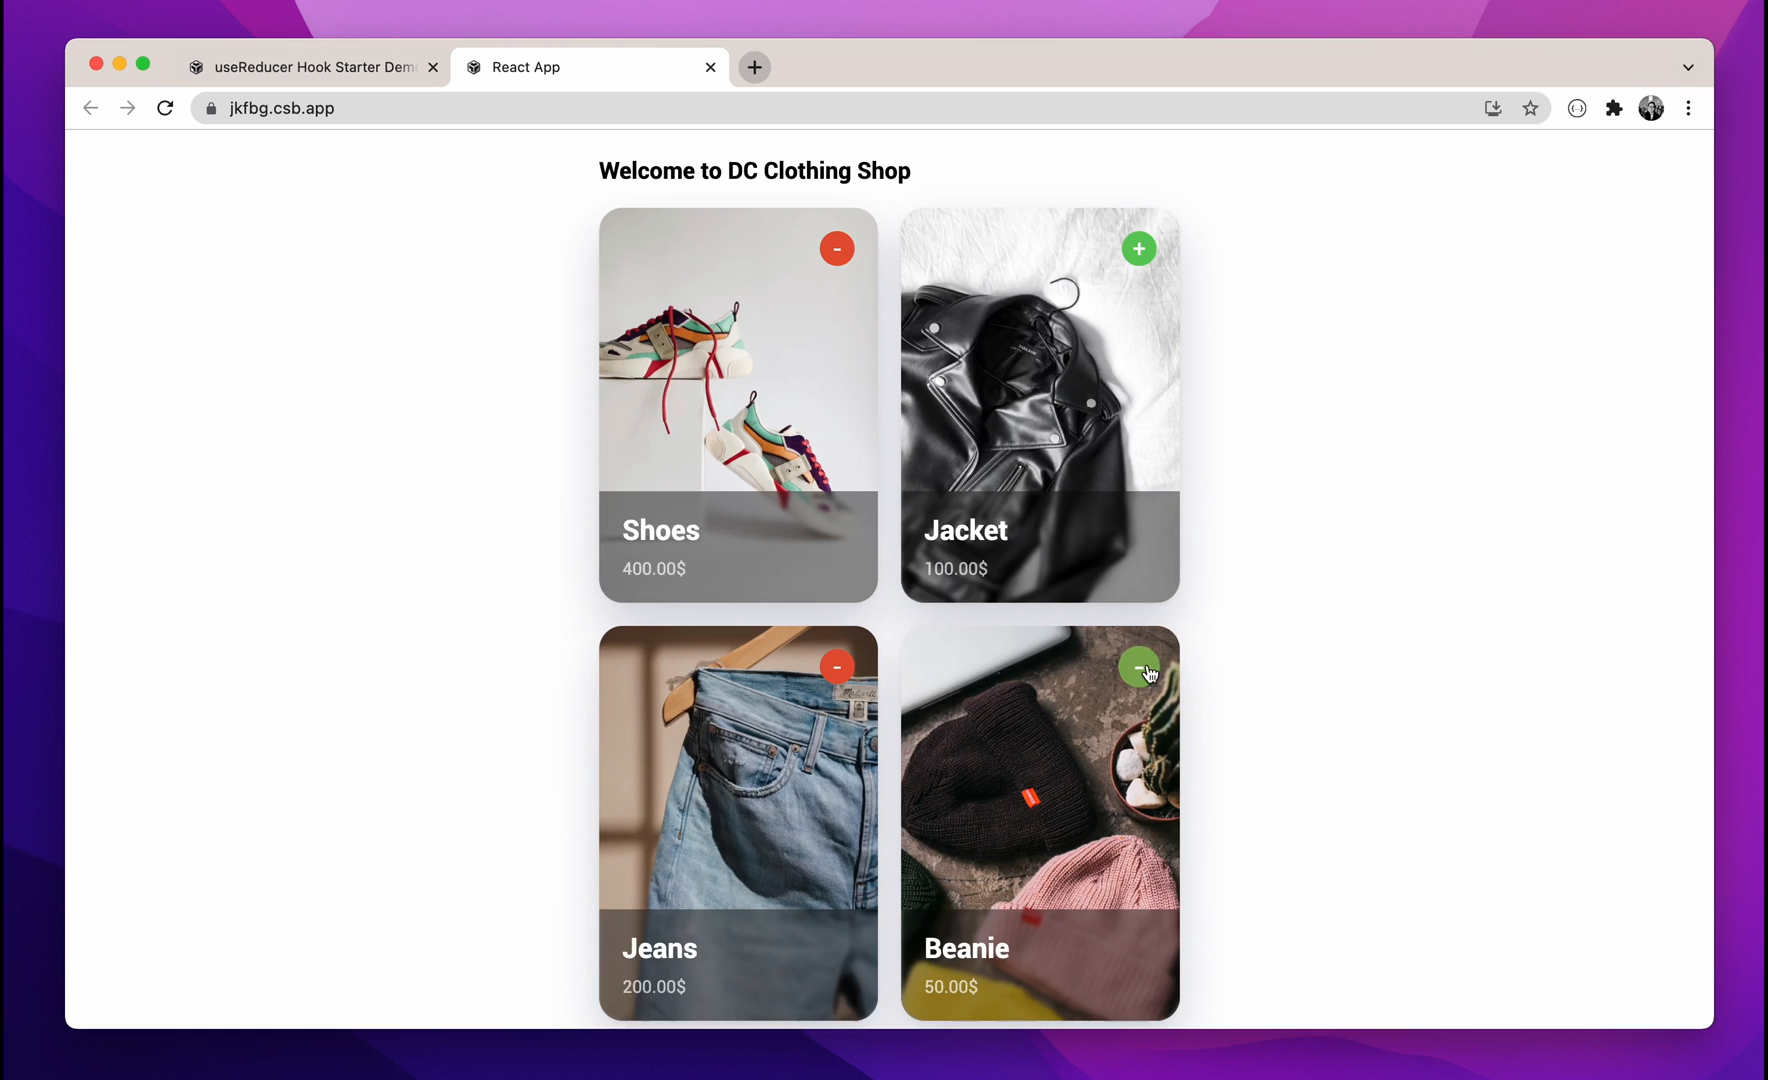 useReducer Hook Starter Dem
React App
jkfbg.csb.app
Welcome to DC Clothing Shop
-
+
Shoes
400.00$
Jacket
100.00$
-
-
Jeans
200.00$
Beanie
50.00$